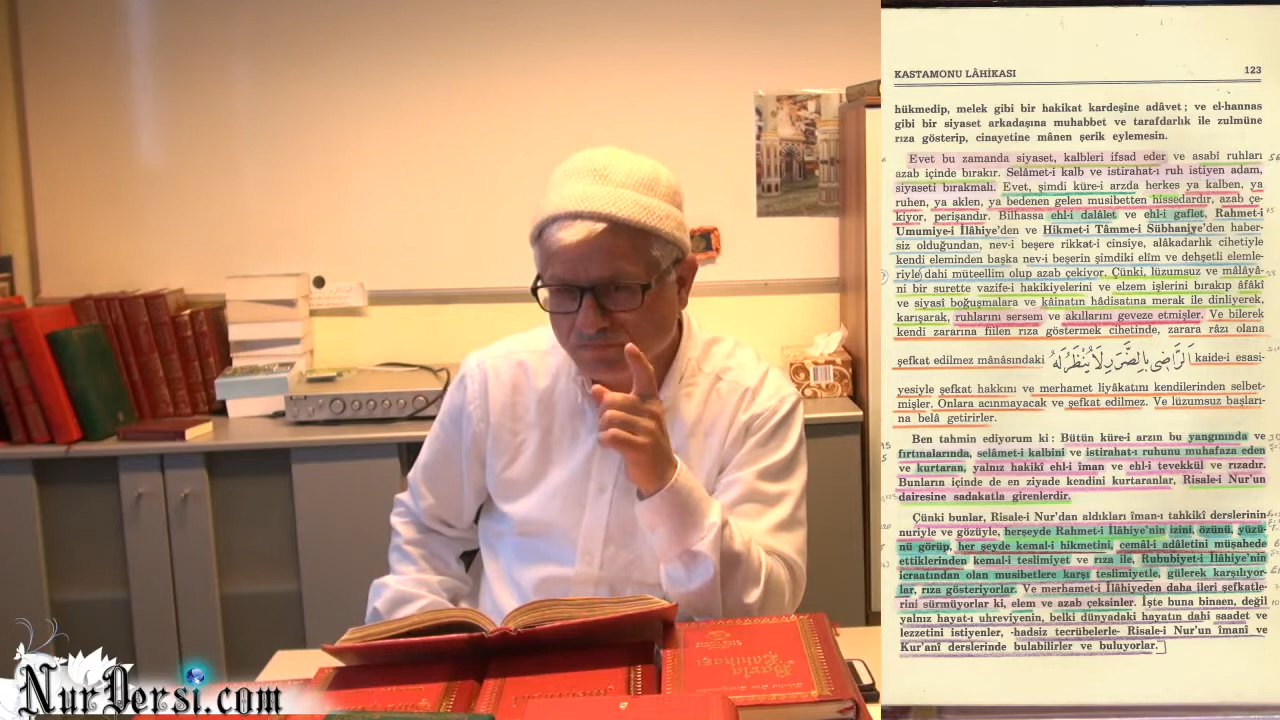 KASTAMONU LÂHİKASI
123
hükmedip, melek gibi bir hakikat kardeşine adâvet; ve el-hannas
gibi bir siyaset arkadaşına muhabbet ve tarafdarlık ile zulmüne
rıza gösterip, cinayetine mânen şerik eylemesin.
Evet bu zamanda siyaset, kalbleri ifsad eder ve asabî ruhları
azab içinde bırakır. Selâmet-i kalb ve istirahat-ı ruh istiyen adam,
siyaseti bırakmalı. Evet, şimdi küre-i arzda herkes ya kalben, ya
ruhen, ya aklen, ya bedenen gelen musibetten hissedardır, azab çe-
kiyor, perişandır. Bilhassa ehl-i dalâlet ve ehl-i gaflet, Rahmet-i
Umumiye-i İlâhiye'den ve Hikmet-i Tâmme-i Sübhaniye'den haber-
siz olduğundan, nev-i beşere rikkat-i cinsiye, alâkadarlık cihetiyle
kendi eleminden başka nev-i beşerin şimdiki elîm ve dehşetli elemle-
riyle dahi müteellim olup azab çekiyor. Çünki, lüzumsuz ve mâlâyâ-
ni bir surette vazife-i hakikiyelerini ve elzem işlerini bırakıp âfâkî
ve siyasî boğuşmalara ve kâinatın hâdisatına merak ile dinliyerek,
karışarak, ruhlarını sersem ve akıllarını geveze etmişler. Ve bilerek
kendi zararına fiilen rıza göstermek cihetinde, zarara râzı olana
şefkat edilmez mânâsındaki اَلرَّاضِى بِالضَّرَرِ لاَ يُنْظَرُ لَهُ kaide-i esasi-
yesiyle şefkat hakkını ve merhamet liyâkatını kendilerinden selbet-
mişler. Onlara acınmayacak ve şefkat edilmez. Ve lüzumsuz başları-
na belâ getirirler.
Ben tahmin ediyorum ki: Bütün küre-i arzın bu yangınında ve
fırtınalarında, selâmet-i kalbini ve istirahat-ı ruhunu muhafaza eden
ve kurtaran, yalnız hakikî ehl-i îman ve ehl-i tevekkül ve rızadır.
Bunların içinde de en ziyade kendini kurtaranlar, Risale-i Nur'un
dairesine sadakatla girenlerdir.
Çünki bunlar, Risale-i Nur'dan aldıkları îman-ı tahkikî derslerinin
nuriyle ve gözüyle, herşeyde Rahmet-i İlâhiye'nin izini, özünü, yüzü-
nü görüp, her şeyde kemal-i hikmetini, cemâl-i adâletini müşahede
ettiklerinden kemal-i teslimiyet ve rıza ile, Rububiyet-i İlâhiye'nin
icraatından olan musibetlere karşı teslimiyetle, gülerek karşılıyor-
lar, rıza gösteriyorlar. Ve merhamet-i İlâhiyeden daha ileri şefkatle-
rini sürmüyorlar ki, elem ve azab çeksinler. İşte buna binaen, değil
yalnız hayat-ı uhreviyenin, belki dünyadaki hayatın dahi saadet ve
lezzetini istiyenler, -hadsiz tecrübelerle- Risale-i Nur'un îmanî ve
Kur'anî derslerinde bulabilirler ve buluyorlar.
Barla
Lâhikası
NurDersi.com